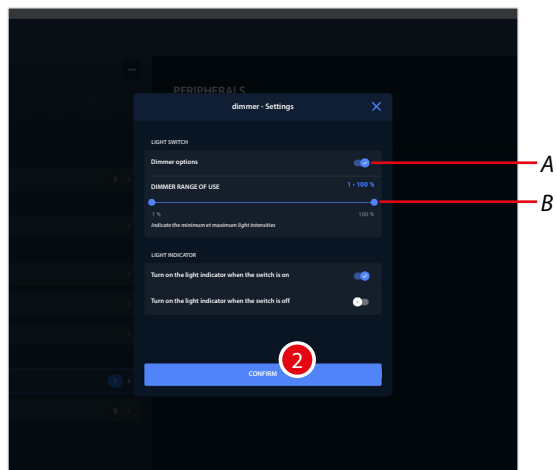 PERIPHERALS
dimmer - Settings
LIGHT SWITCH
Dimmer options
A
DIMMER RANGE OF USE
1 - 100 %
B
1 %
100 %
Indicate the minimum et maximum light intensities
LIGHT INDICATOR
Turn on the light indicator when the switch is on
Turn on the light indicator when the switch is off
2
CONFIRM